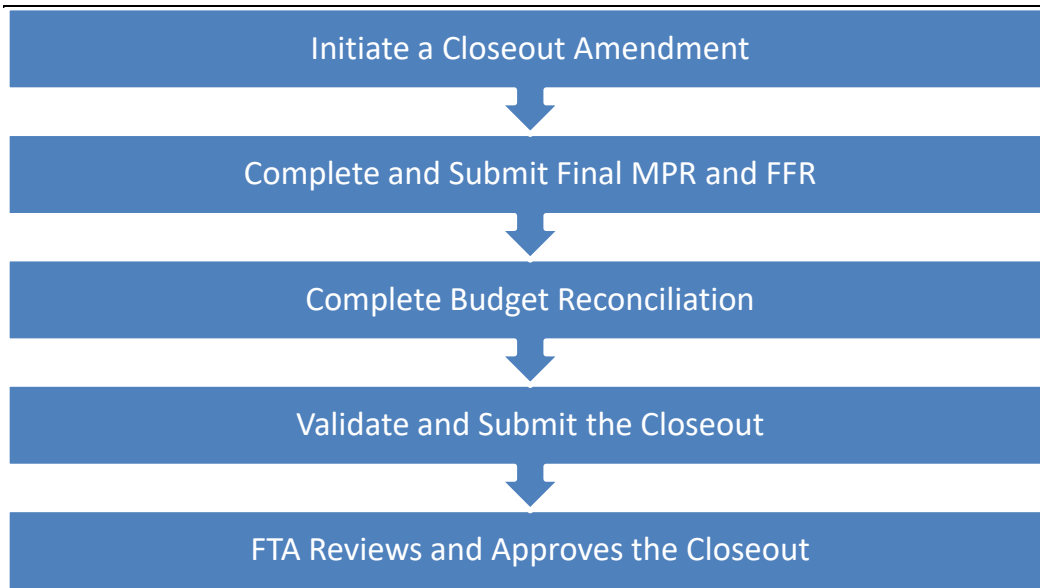 Initiate a Closeout Amendment
Complete and Submit Final MPR and FFR
Complete Budget Reconciliation
Validate and Submit the Closeout
FTA Reviews and Approves the Closeout